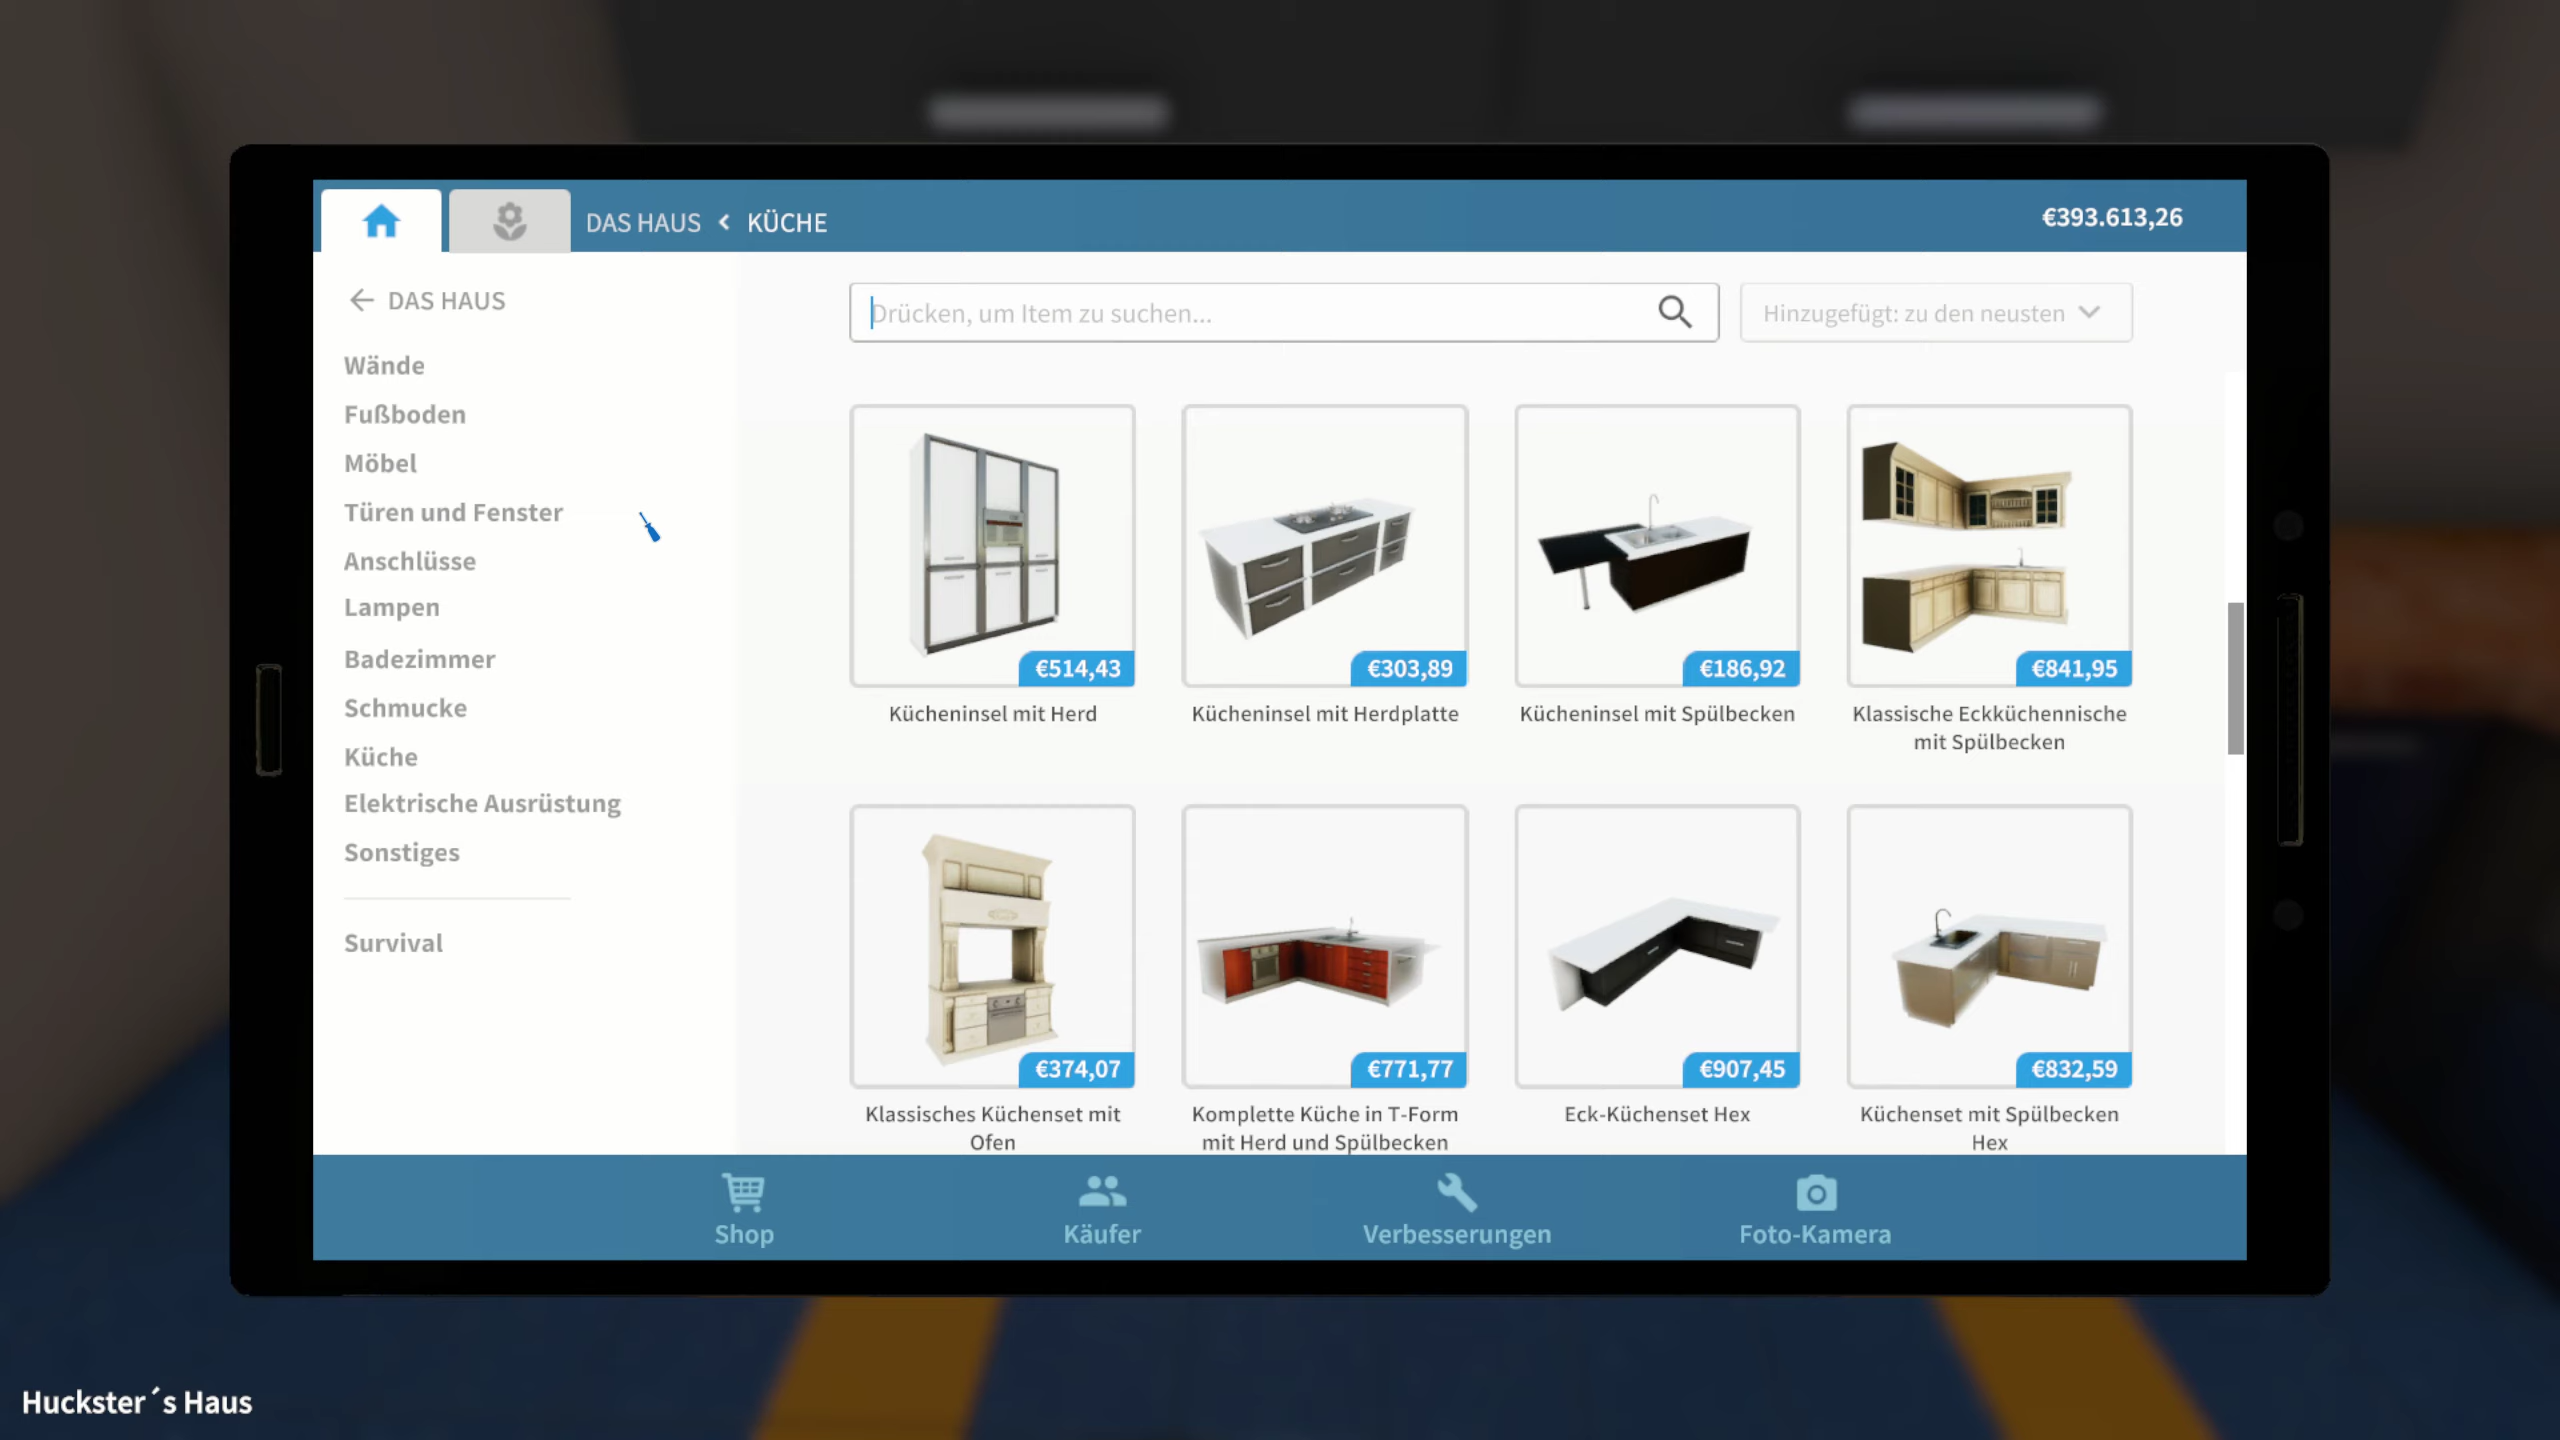 DAS HAUS < KÜCHE
€393.613,26
← DAS HAUS
Drücken, um Item zu suchen...
Hinzugefügt: zu den neusten
Wände
Fußboden
Möbel
Türen und Fenster
Anschlüsse
Lampen
Badezimmer
Schmucke
Küche
Elektrische Ausrüstung
Sonstiges
Survival
€514,43
€303,89
€186,92
€841,95
Kücheninsel mit Herd
Kücheninsel mit Herdplatte
Kücheninsel mit Spülbecken
Klassische Eckküchennische
mit Spülbecken
€374,07
€771,77
€907,45
€832,59
Klassisches Küchenset mit
Ofen
Komplette Küche in T-Form
mit Herd und Spülbecken
Eck-Küchenset Hex
Küchenset mit Spülbecken
Hex
Shop
Käufer
Verbesserungen
Foto-Kamera
Huckster´s Haus